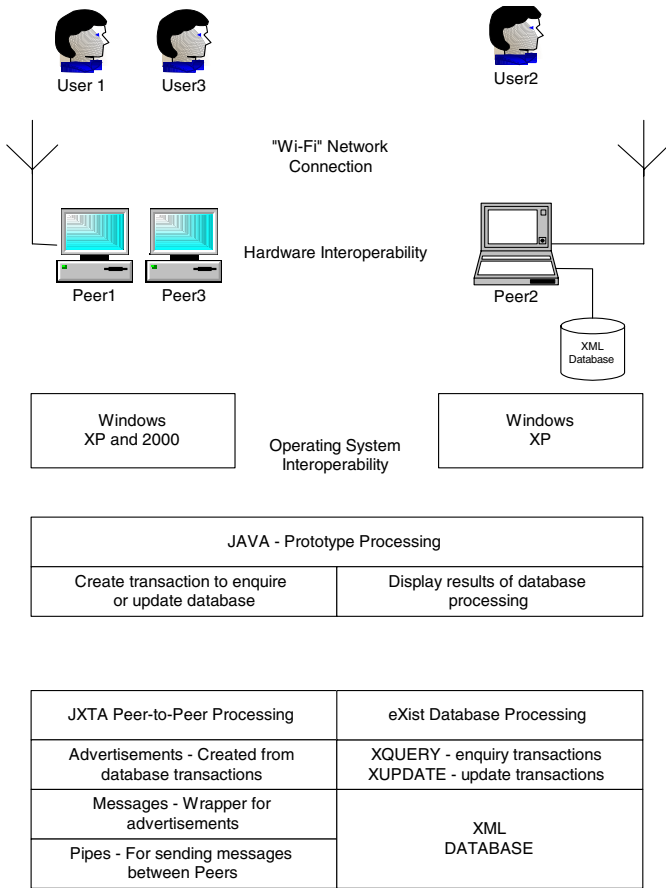 User 1
User3
User2
"Wi-Fi" Network
Connection
Hardware Interoperability
Peer1
Peer3
Peer2
XML
Database
Windows
XP and 2000
Operating System
Interoperability
Windows
XP
JAVA - Prototype Processing
Create transaction to enquire
or update database
Display results of database
processing
JXTA Peer-to-Peer Processing
eXist Database Processing
Advertisements - Created from
database transactions
XQUERY - enquiry transactions
XUPDATE - update transactions
Messages - Wrapper for
advertisements
Pipes - For sending messages
between Peers
XML
DATABASE